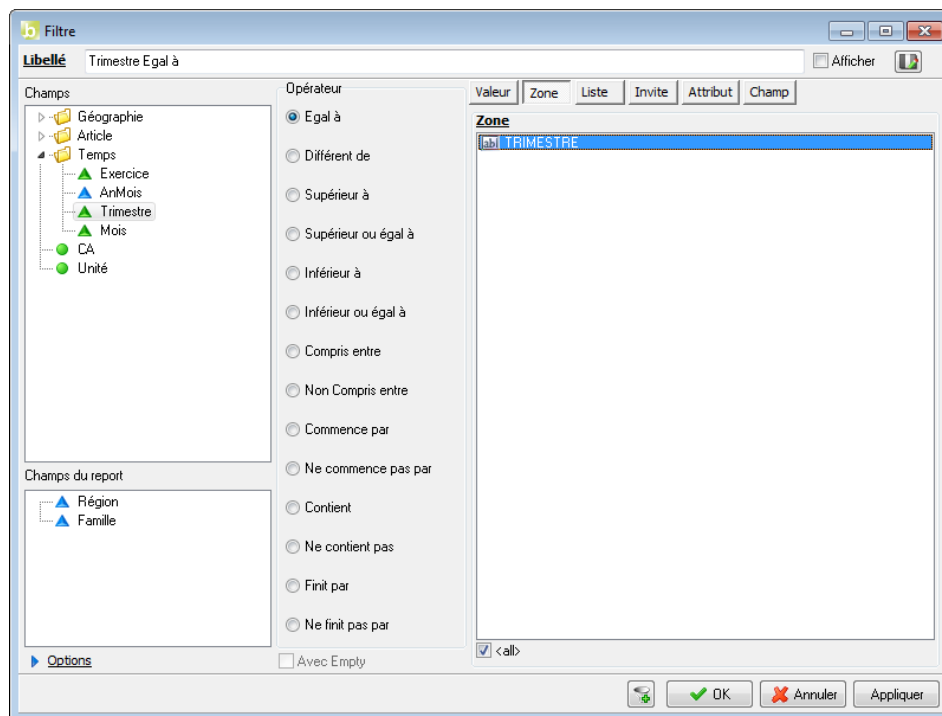 Filtre
Libellé Trimestre Egal à Afficher
Champs
Géographie
Article
Temps
Exercice
AnMois
Trimestre
Mois
CA
Unité
Champs du report
Région
Famille
Options
Opérateur
Egal à
Différent de
Supérieur à
Supérieur ou égal à
Inférieur à
Inférieur ou égal à
Compris entre
Non Compris entre
Commence par
Ne commence pas par
Contient
Ne contient pas
Finit par
Ne finit pas par
Avec Empty
Valeur Zone Liste Invite Attribut Champ
Zone
abl TRIMESTRE
<all>
OK Annuler Appliquer